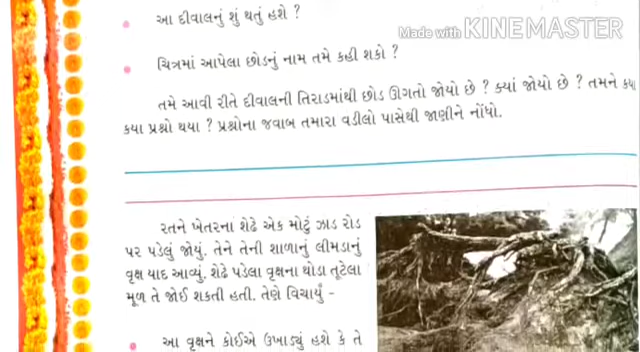 આ દીવાલનું શું થતું હશે ?
Made with KINEMASTER
ચિત્રમાં આપેલા છોડનું નામ તમે કહી શકો ?
તમે આવી રીતે દીવાલની તિરાડમાંથી છોડ ઊગતો જોયો છે ? ક્યાં જોયો છે ? તમને કયા
કયા પ્રશ્નો થયા ? પ્રશ્નોના જવાબ તમારા વડીલો પાસેથી જાણીને નોંધો.
રતને ખેતરના શેઢે એક મોટું ઝાડ રોડ
પર પડેલું જોયું. તેને તેની શાળાનું લીમડાનું
વૃક્ષ યાદ આવ્યું. શેઢે પડેલા વૃક્ષના થોડા તૂટેલા
મૂળ તે જોઈ શકતી હતી. તેણે વિચાર્યું -
આ વૃક્ષને કોઈએ ઉખાડ્યું હશે કે તે